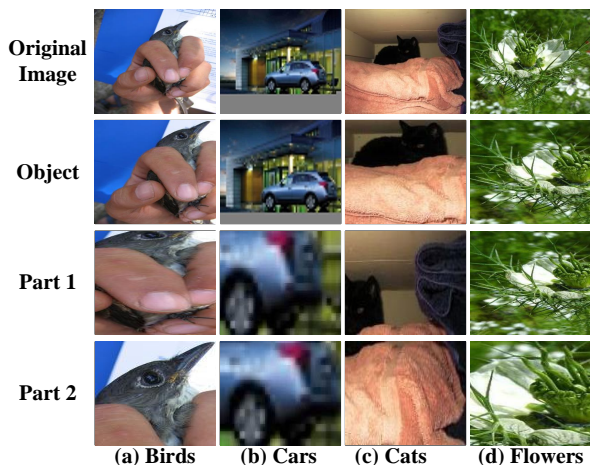 Original
Image
Object
Part 1
Part 2
(a) Birds (b) Cars (c) Cats (d) Flowers